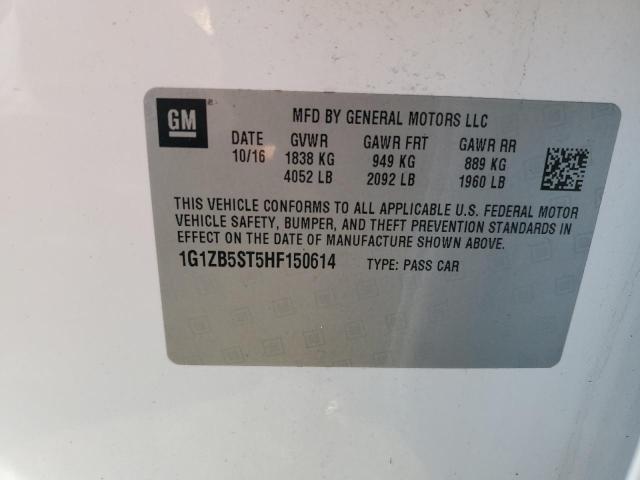 GM
MFD BY GENERAL MOTORS LLC
DATE GVWR GAWR FRT GAWR RR
10/16 1838 KG 949 KG 889 KG
4052 LB 2092 LB 1960 LB
THIS VEHICLE CONFORMS TO ALL APPLICABLE U.S. FEDERAL MOTOR
VEHICLE SAFETY, BUMPER, AND THEFT PREVENTION STANDARDS IN
EFFECT ON THE DATE OF MANUFACTURE SHOWN ABOVE.
1G1ZB5ST5HF150614 TYPE: PASS CAR